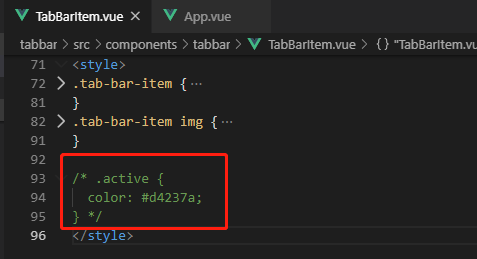 TabBarItem.vue App.vue
tabbar > src > components > tabbar > TabBarItem.vue > {} "TabBarItem.vu
71 <style>
72 > .tab-bar-item {···
81 }
82 > .tab-bar-item img {···
91 }
92
93 /* .active {
94 color: #d4237a;
95 } */
96 </style>